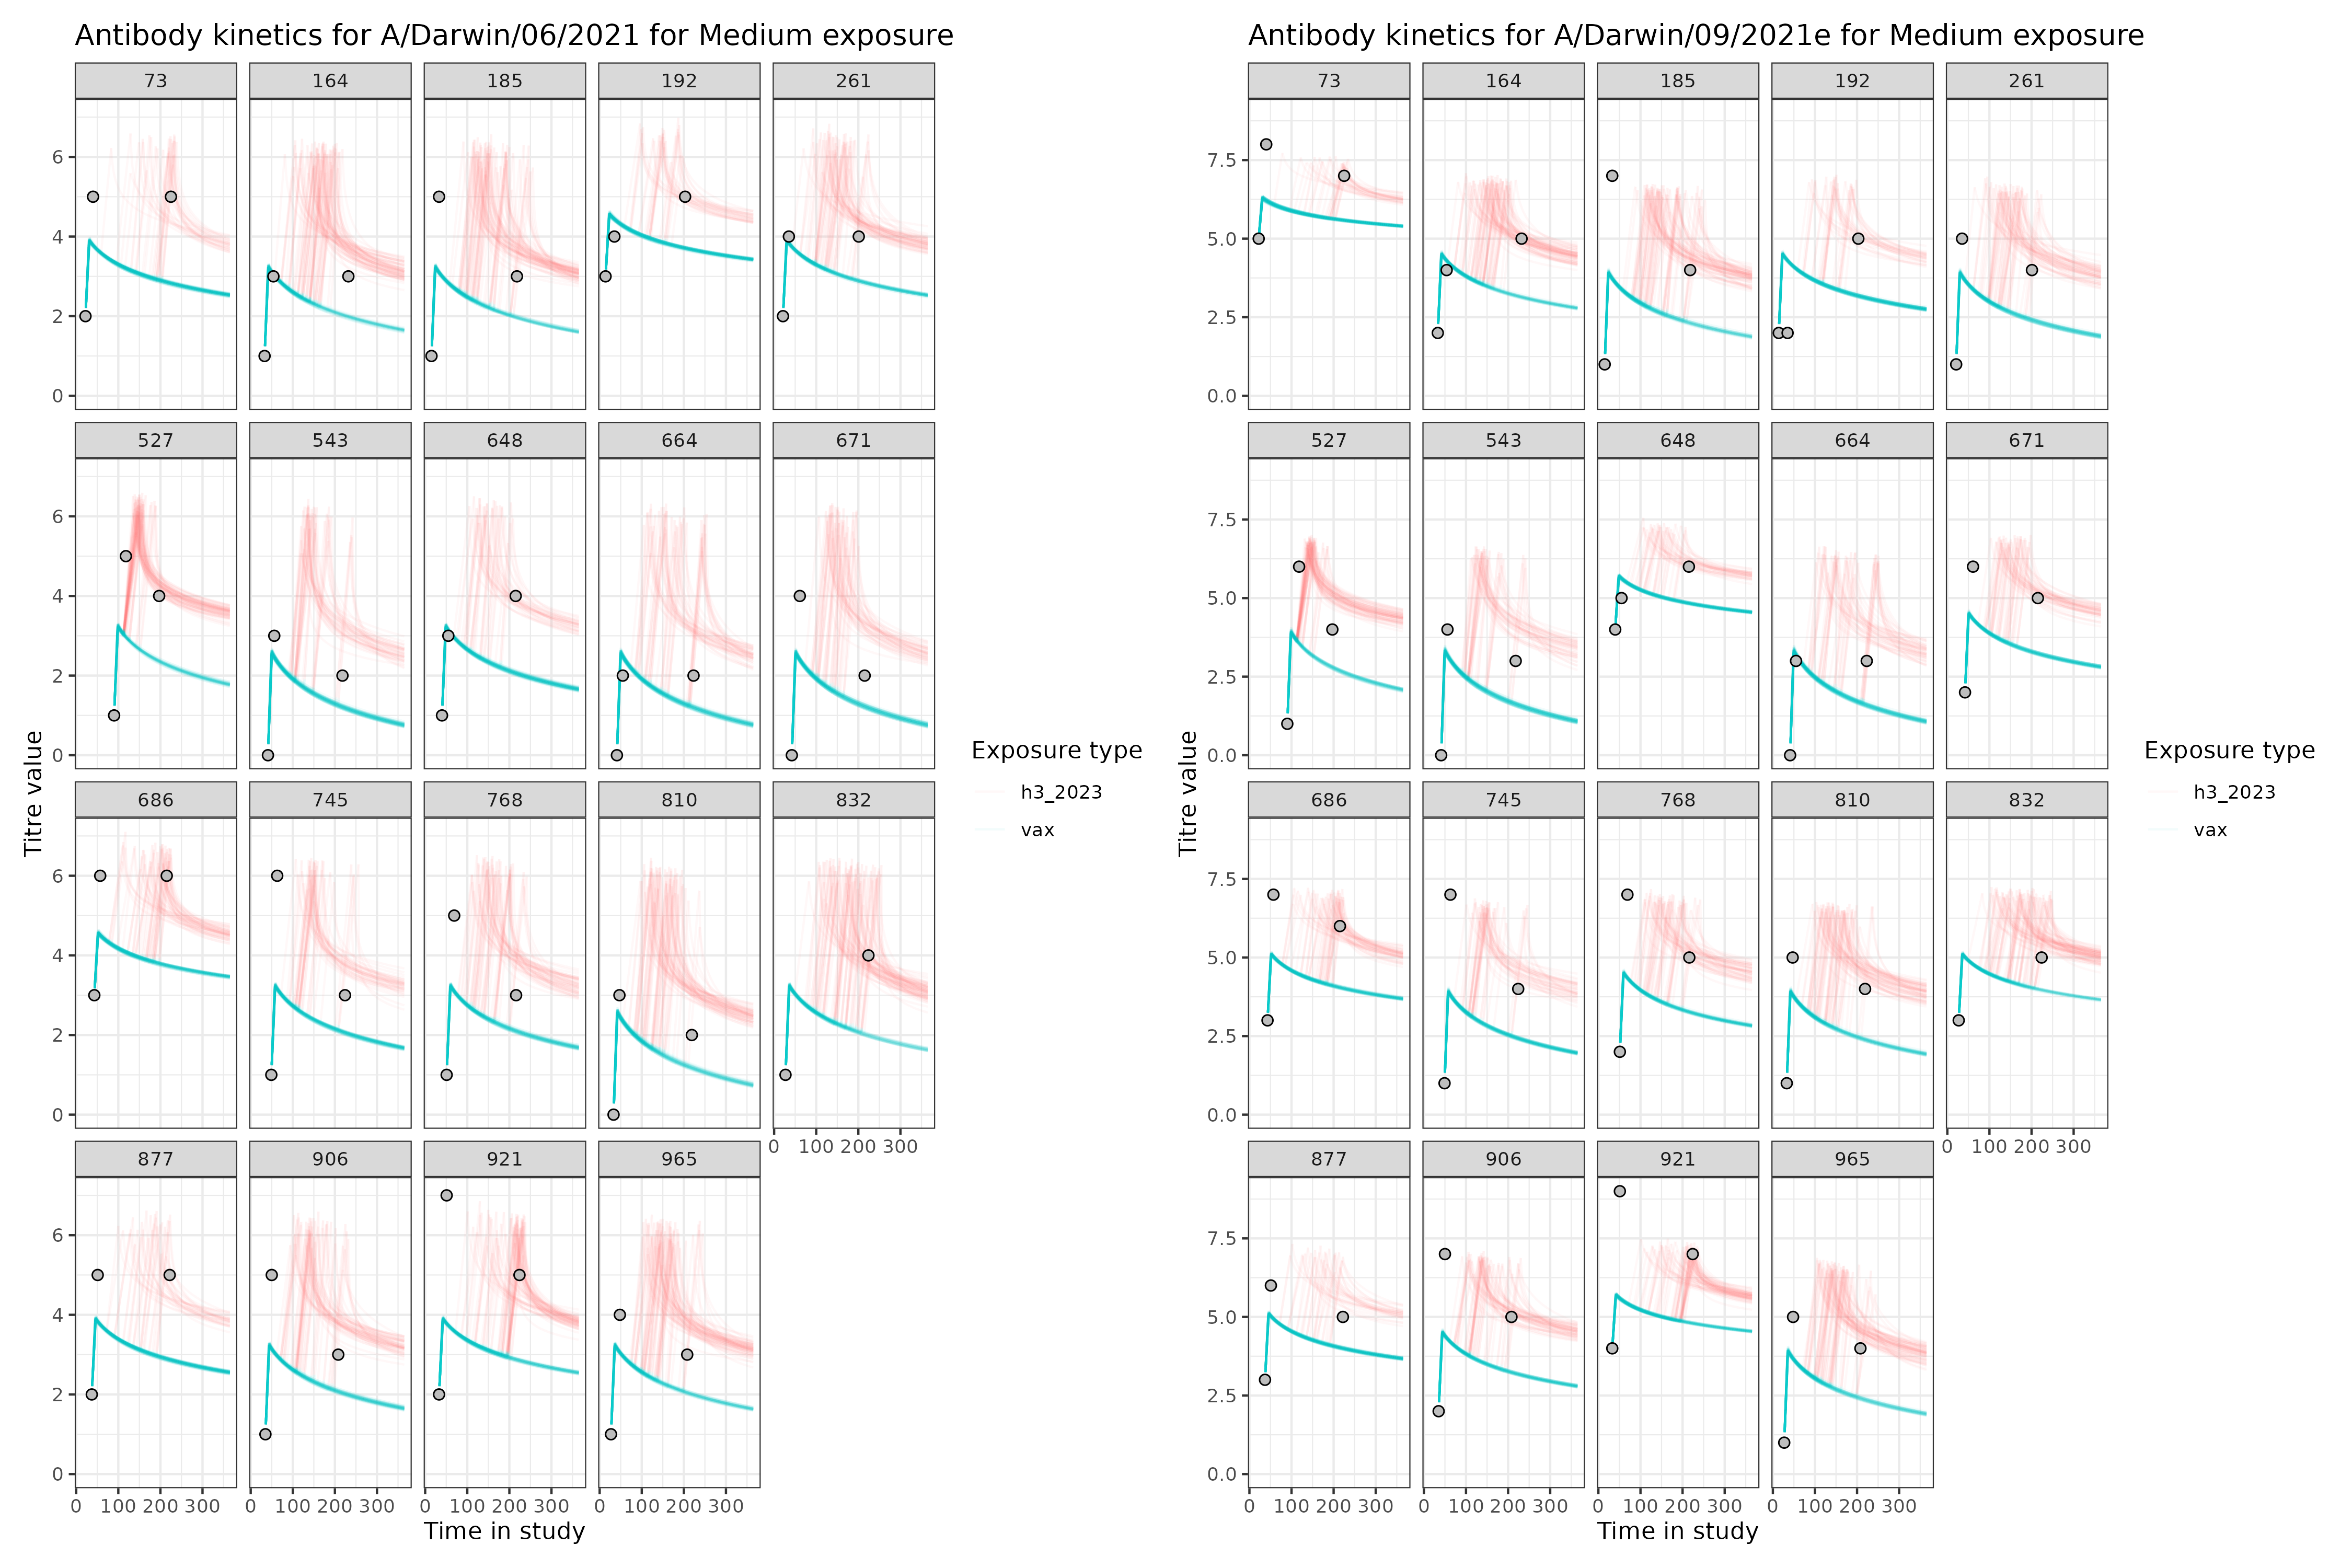 Antibody kinetics for A/Darwin/06/2021 for Medium exposure
73 164 185 192 261
6
4
2
0
527 543 648 664 671
6
4
2
0
686 745 768 810 832
6
4
2
0
0 100 200 300
877 906 921 965
6
4
2
0
0 100 200 300 0 100 200 300 0 100 200 300 0 100 200 300
Time in study
Titre value
Exposure type
h3_2023
vax
Antibody kinetics for A/Darwin/09/2021e for Medium exposure
73 164 185 192 261
7.5
5.0
2.5
0.0
527 543 648 664 671
7.5
5.0
2.5
0.0
686 745 768 810 832
7.5
5.0
2.5
0.0
0 100 200 300
877 906 921 965
7.5
5.0
2.5
0.0
0 100 200 300 0 100 200 300 0 100 200 300 0 100 200 300
Time in study
Titre value
Exposure type
h3_2023
vax